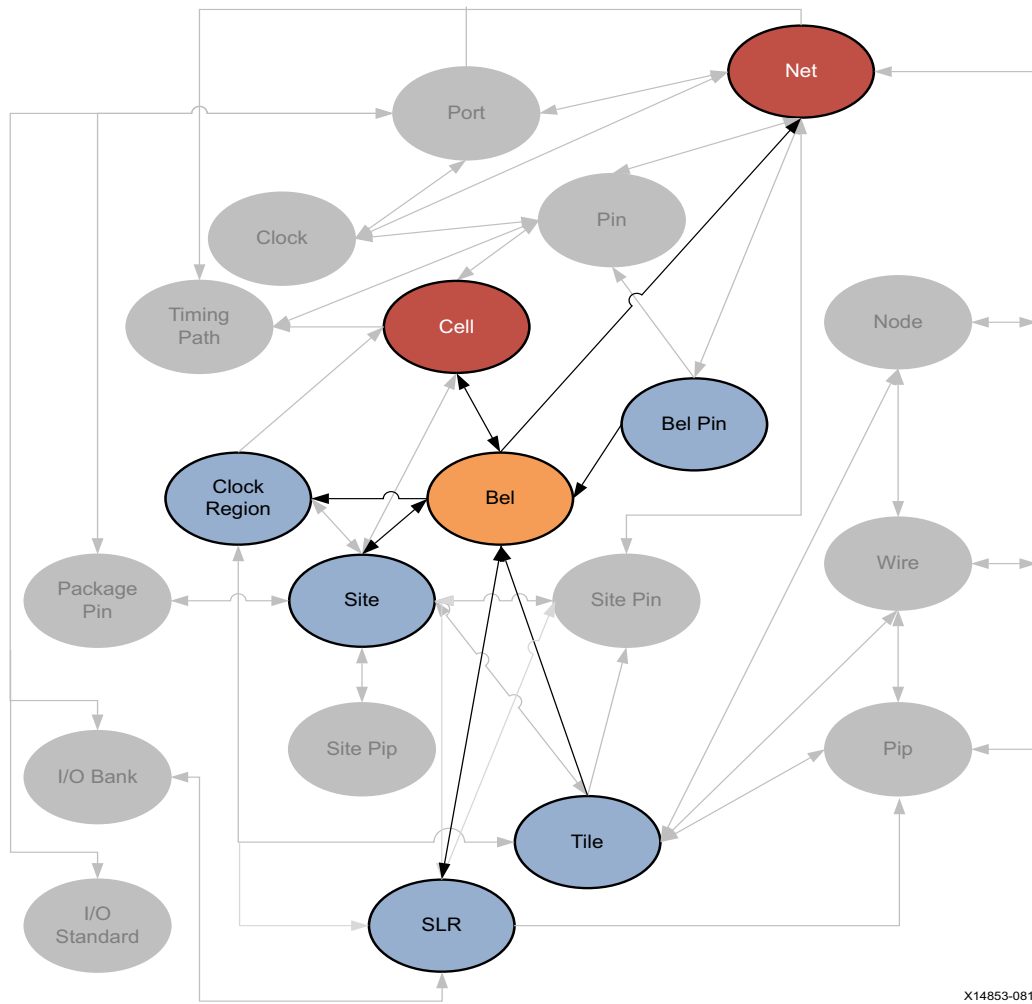 Net
Port
Pin
Clock
Timing
Path
Cell
Node
Bel Pin
Clock
Region
Bel
Wire
Package
Pin
Site
Site Pin
I/O Bank
Site Pip
Pip
Tile
I/O
Standard
SLR
X14853-081